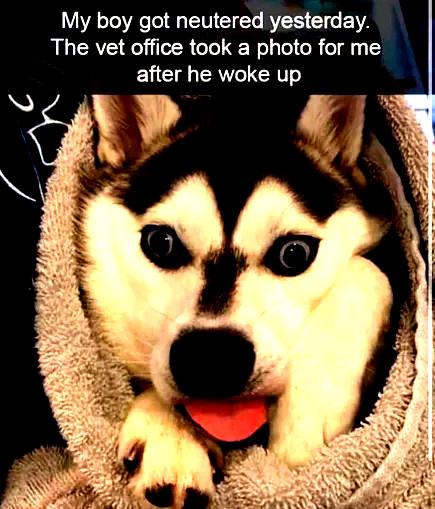 My boy got neutered yesterday.
The vet office took a photo for me
after he woke up